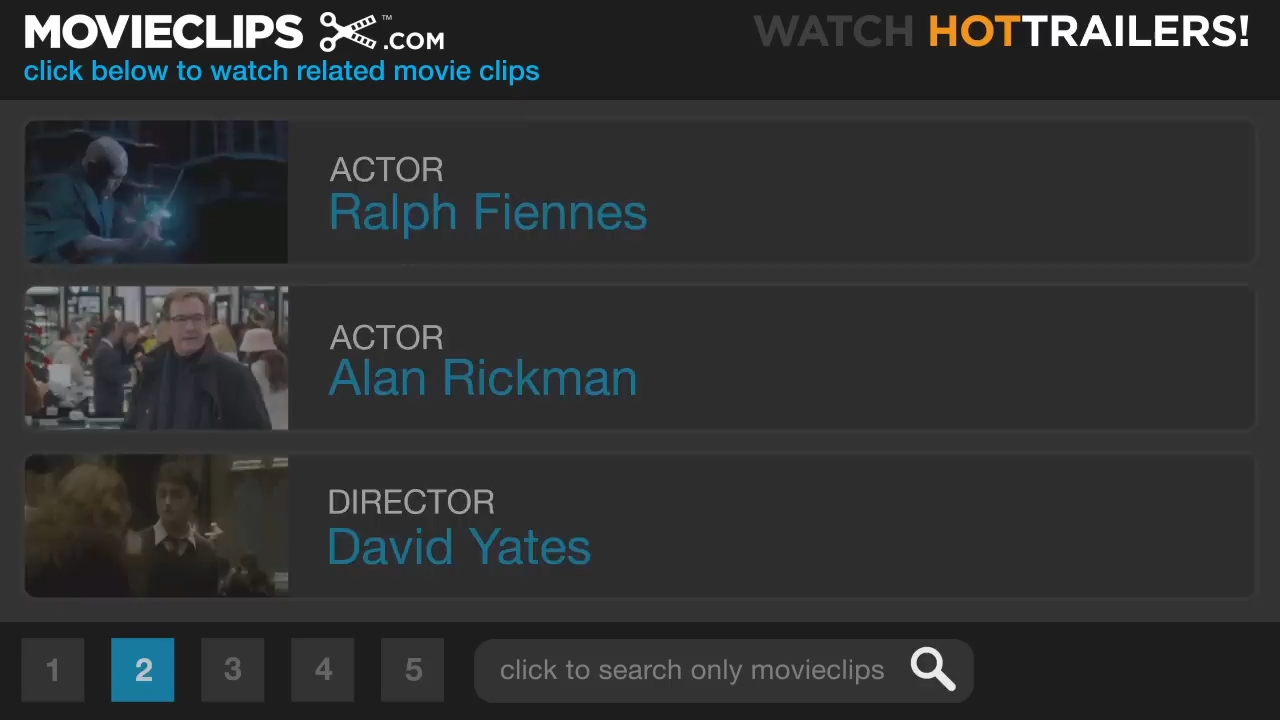 MOVIECLIPS ™ .COM
WATCH HOTTRAILERS!
click below to watch related movie clips
ACTOR
Ralph Fiennes
ACTOR
Alan Rickman
DIRECTOR
David Yates
1 2 3 4 5 click to search only movieclips